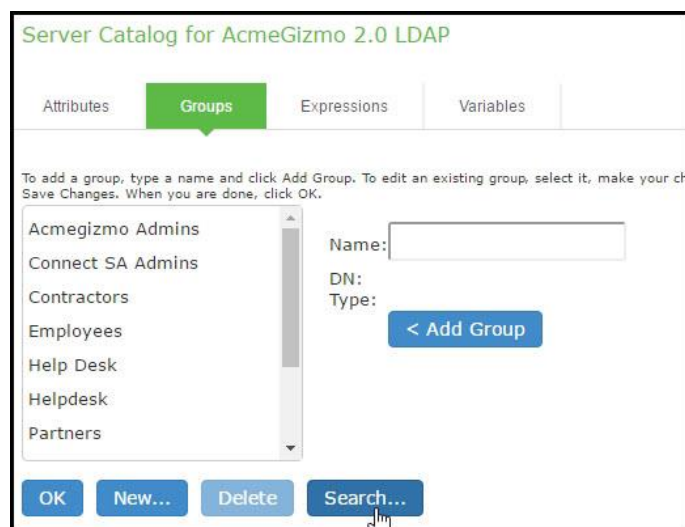 Server Catalog for AcmeGizmo 2.0 LDAP
Attributes Groups Expressions Variables
To add a group, type a name and click Add Group. To edit an existing group, select it, make your
Save Changes. When you are done, click OK.
Acmegizmo Admins
Connect SA Admins
Contractors
Employees
Help Desk
Helpdesk
Partners
Name:
DN:
Type:
< Add Group
OK New... Delete Search...